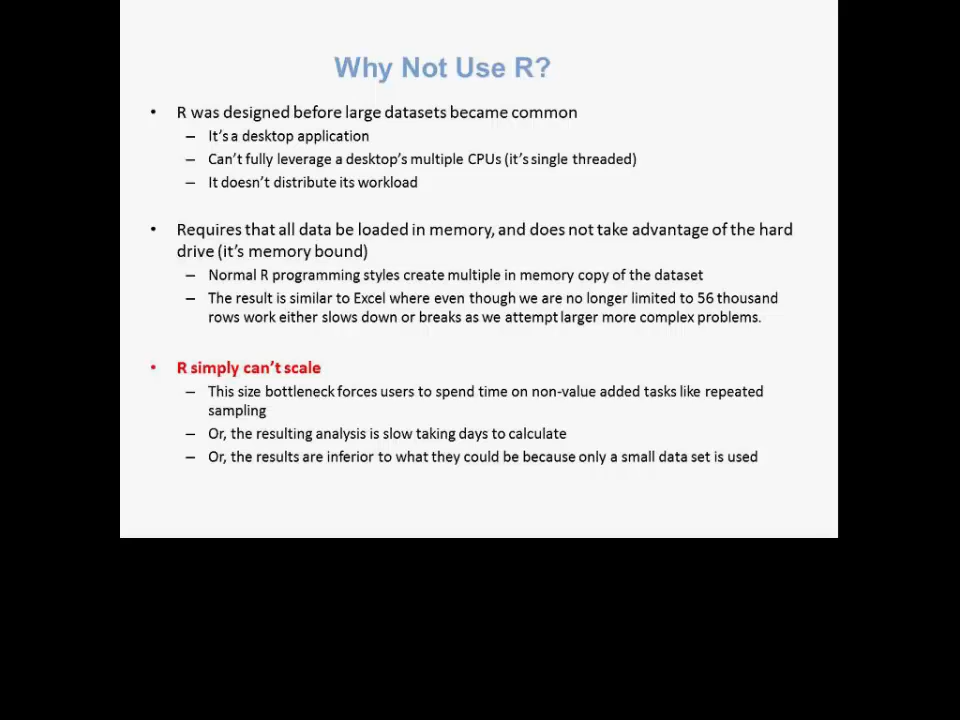 Why Not Use R?
• R was designed before large datasets became common
– It's a desktop application
– Can't fully leverage a desktop's multiple CPUs (it's single threaded)
– It doesn't distribute its workload
• Requires that all data be loaded in memory, and does not take advantage of the hard
drive (it's memory bound)
– Normal R programming styles create multiple in memory copy of the dataset
– The result is similar to Excel where even though we are no longer limited to 56 thousand
rows work either slows down or breaks as we attempt larger more complex problems.
• R simply can't scale
– This size bottleneck forces users to spend time on non-value added tasks like repeated
sampling
– Or, the resulting analysis is slow taking days to calculate
– Or, the results are inferior to what they could be because only a small data set is used